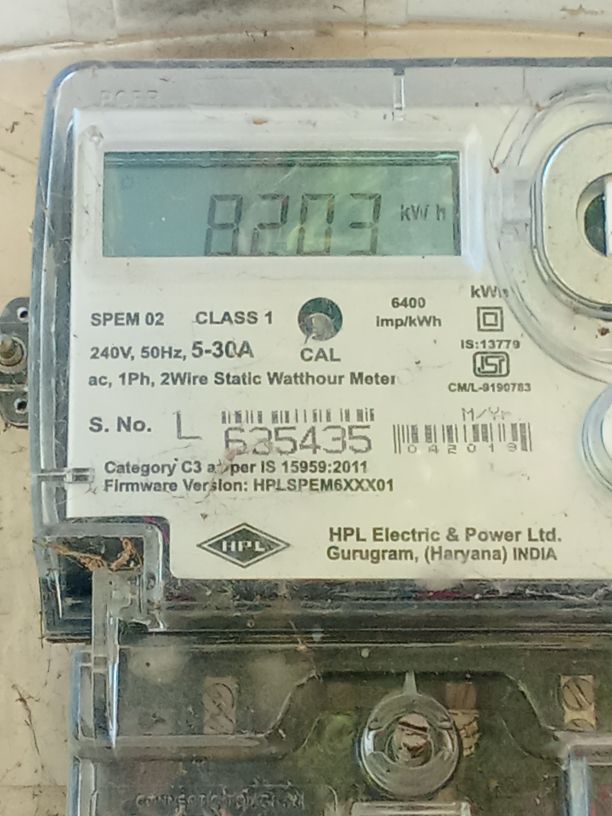 8203 kWh
SPEM 02 CLASS 1
6400
imp/kWh
240V, 50Hz, 5-30A
CAL
IS:13779
ac, 1Ph, 2Wire Static Watthour Meter
CM/L-9190783
S. No. L 635435
M/Yr
042019
Category C3 as per IS 15959:2011
Firmware Version: HPLSPEM6XXX01
HPL
HPL Electric & Power Ltd.
Gurugram, (Haryana) INDIA